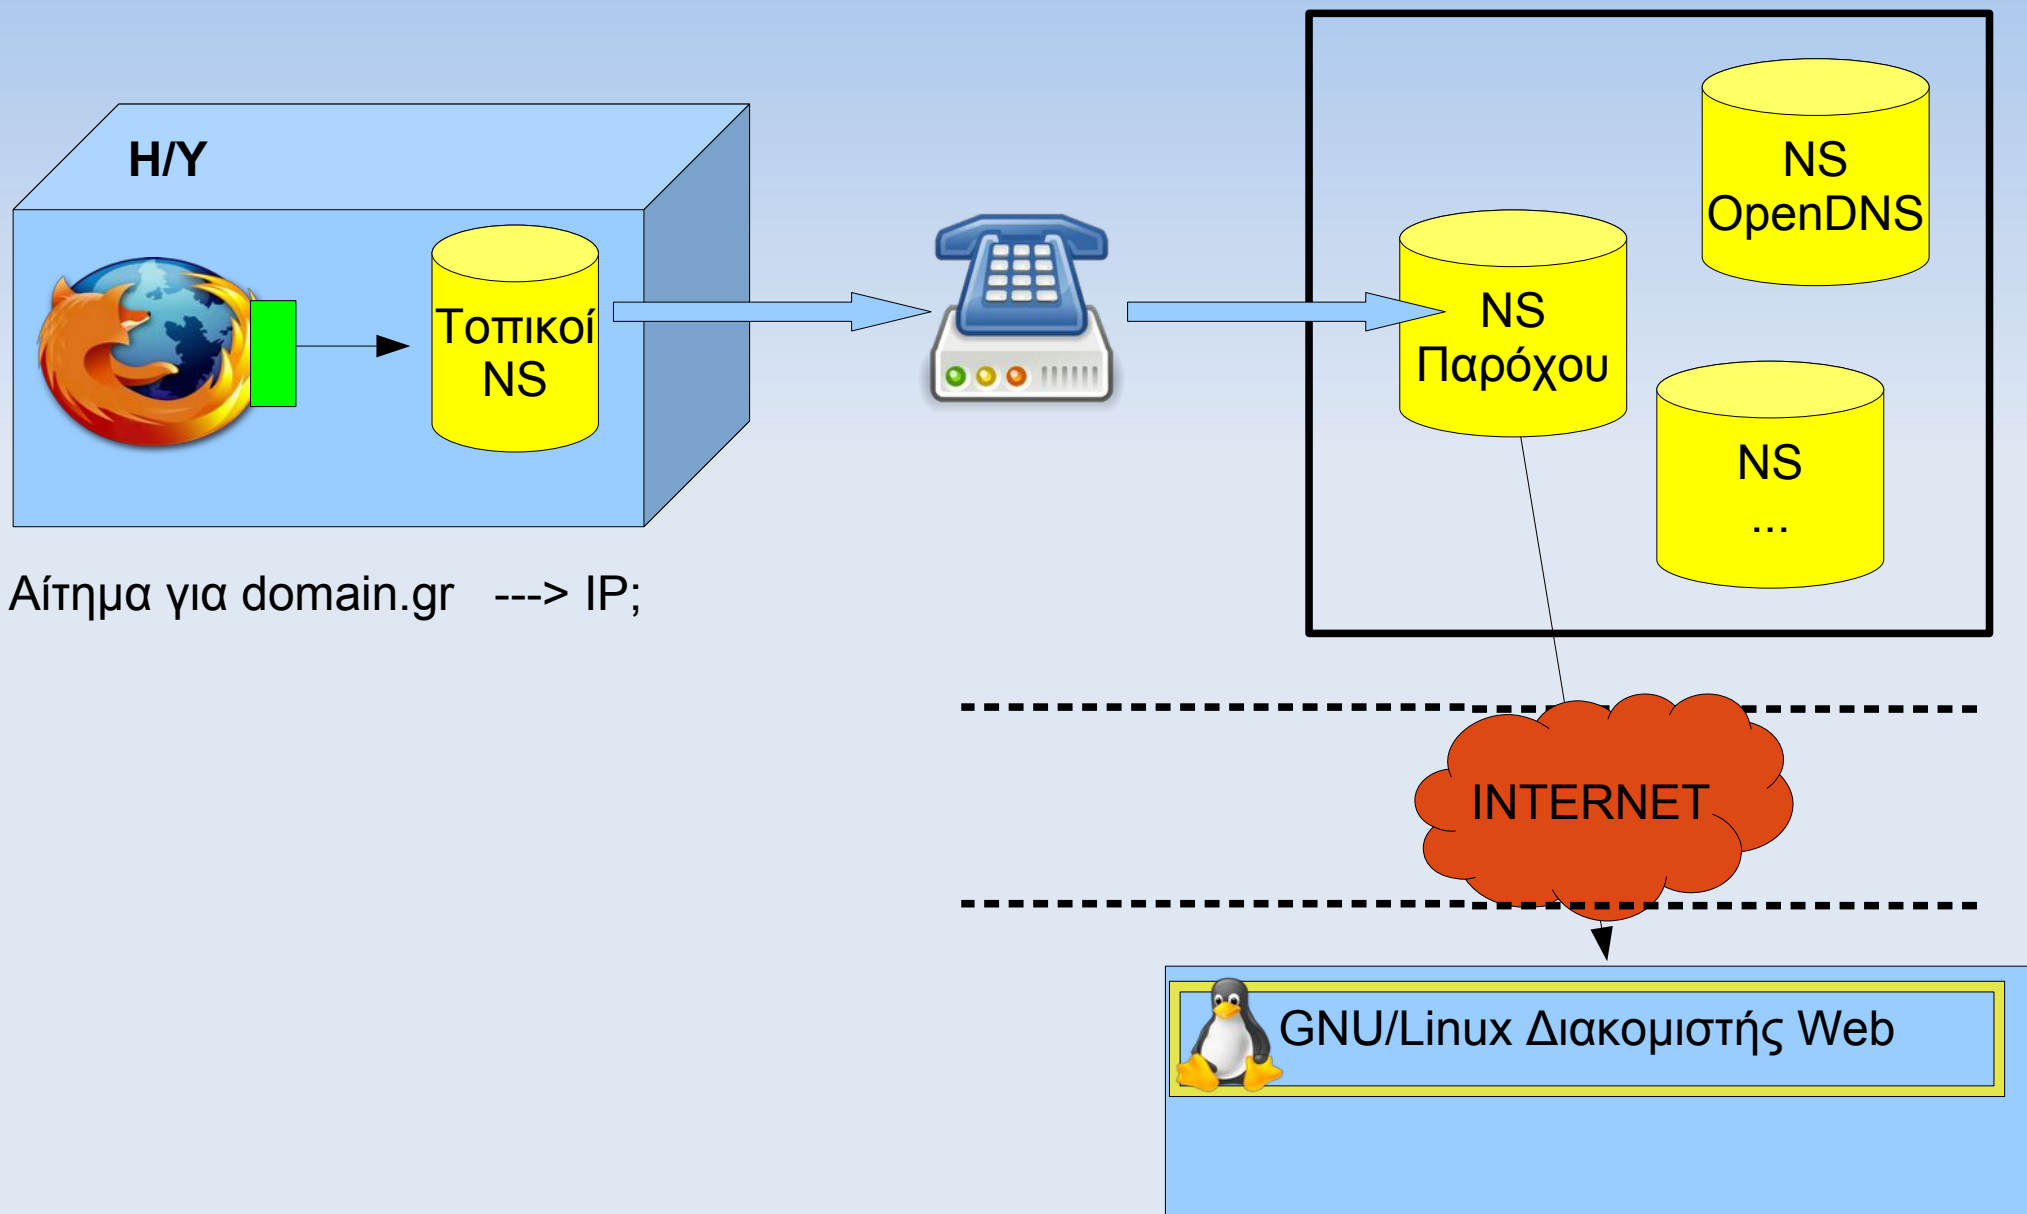 Η/Υ
Τοπικοί
NS
NS
OpenDNS
NS
Παρόχου
NS
...
Αίτημα για domain.gr ---> IP;
INTERNET
GNU/Linux Διακομιστής Web